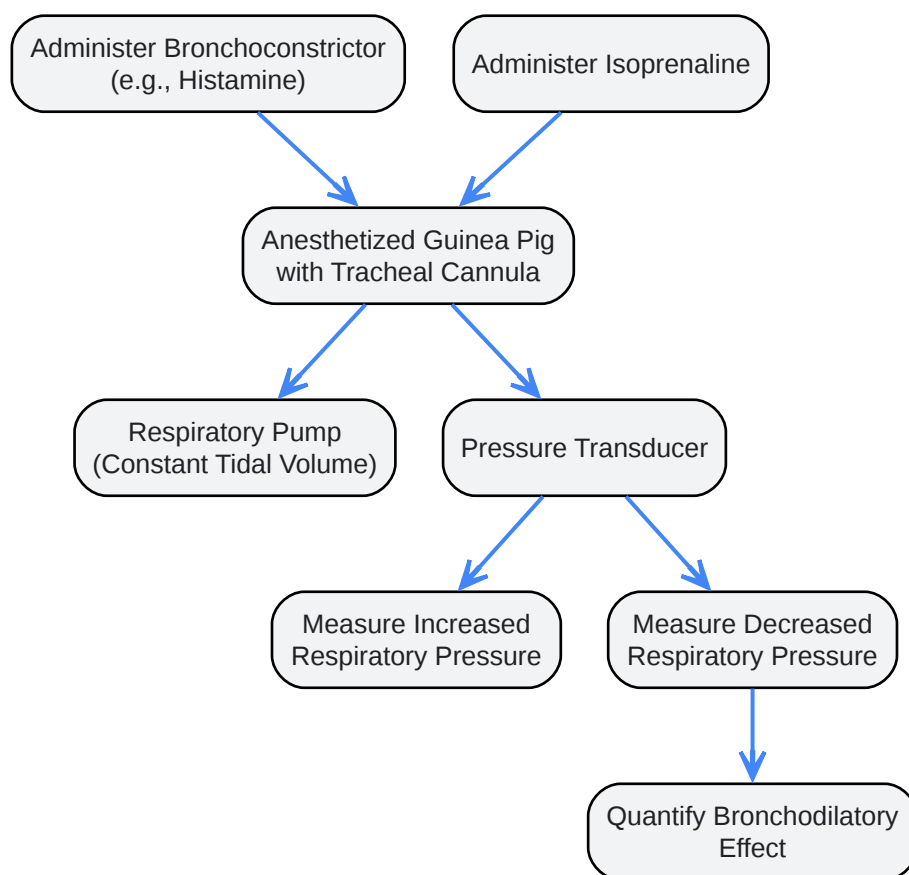 Administer Bronchoconstrictor
(e.g., Histamine)
Administer Isoprenaline
Anesthetized Guinea Pig
with Tracheal Cannula
Respiratory Pump
(Constant Tidal Volume)
Pressure Transducer
Measure Increased
Respiratory Pressure
Measure Decreased
Respiratory Pressure
Quantify Bronchodilatory
Effect